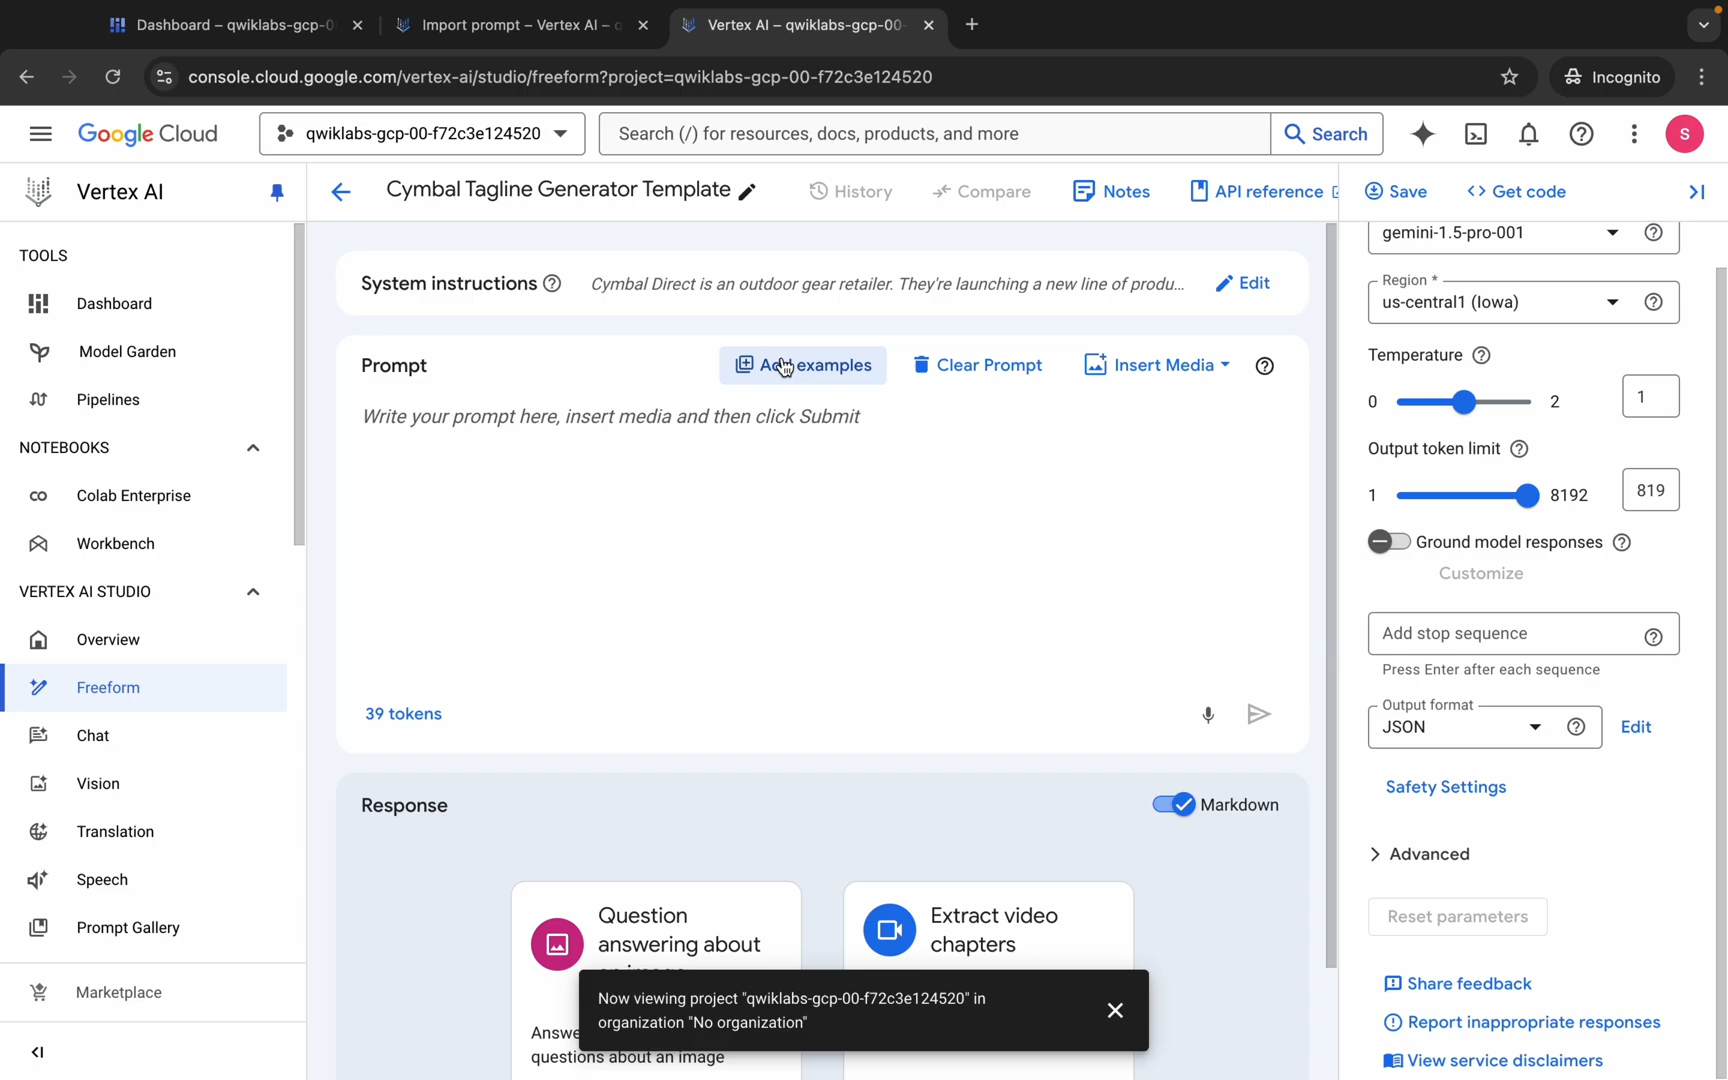 Dashboard – qwiklabs-gcp-0
Import prompt – Vertex AI – q
Vertex AI – qwiklabs-gcp-00-
console.cloud.google.com/vertex-ai/studio/freeform?project=qwiklabs-gcp-00-f72c3e124520
Incognito
Google Cloud
qwiklabs-gcp-00-f72c3e124520
Search (/) for resources, docs, products, and more
Search
S
Vertex AI
Cymbal Tagline Generator Template
History
Compare
Notes
API reference
Save
Get code
TOOLS
Dashboard
Model Garden
Pipelines
NOTEBOOKS
Colab Enterprise
Workbench
VERTEX AI STUDIO
Overview
Freeform
Chat
Vision
Translation
Speech
Prompt Gallery
Marketplace
System instructions
Cymbal Direct is an outdoor gear retailer. They're launching a new line of produ...
Edit
Prompt
Add examples
Clear Prompt
Insert Media
Write your prompt here, insert media and then click Submit
39 tokens
Response
Markdown
Question
answering about
Extract video
chapters
Answe
questions about an image
Now viewing project "qwiklabs-gcp-00-f72c3e124520" in
organization "No organization"
gemini-1.5-pro-001
Region *
us-central1 (Iowa)
Temperature
0
2
1
Output token limit
1
8192
819
Ground model responses
Customize
Add stop sequence
Press Enter after each sequence
Output format
JSON
Edit
Safety Settings
Advanced
Reset parameters
Share feedback
Report inappropriate responses
View service disclaimers